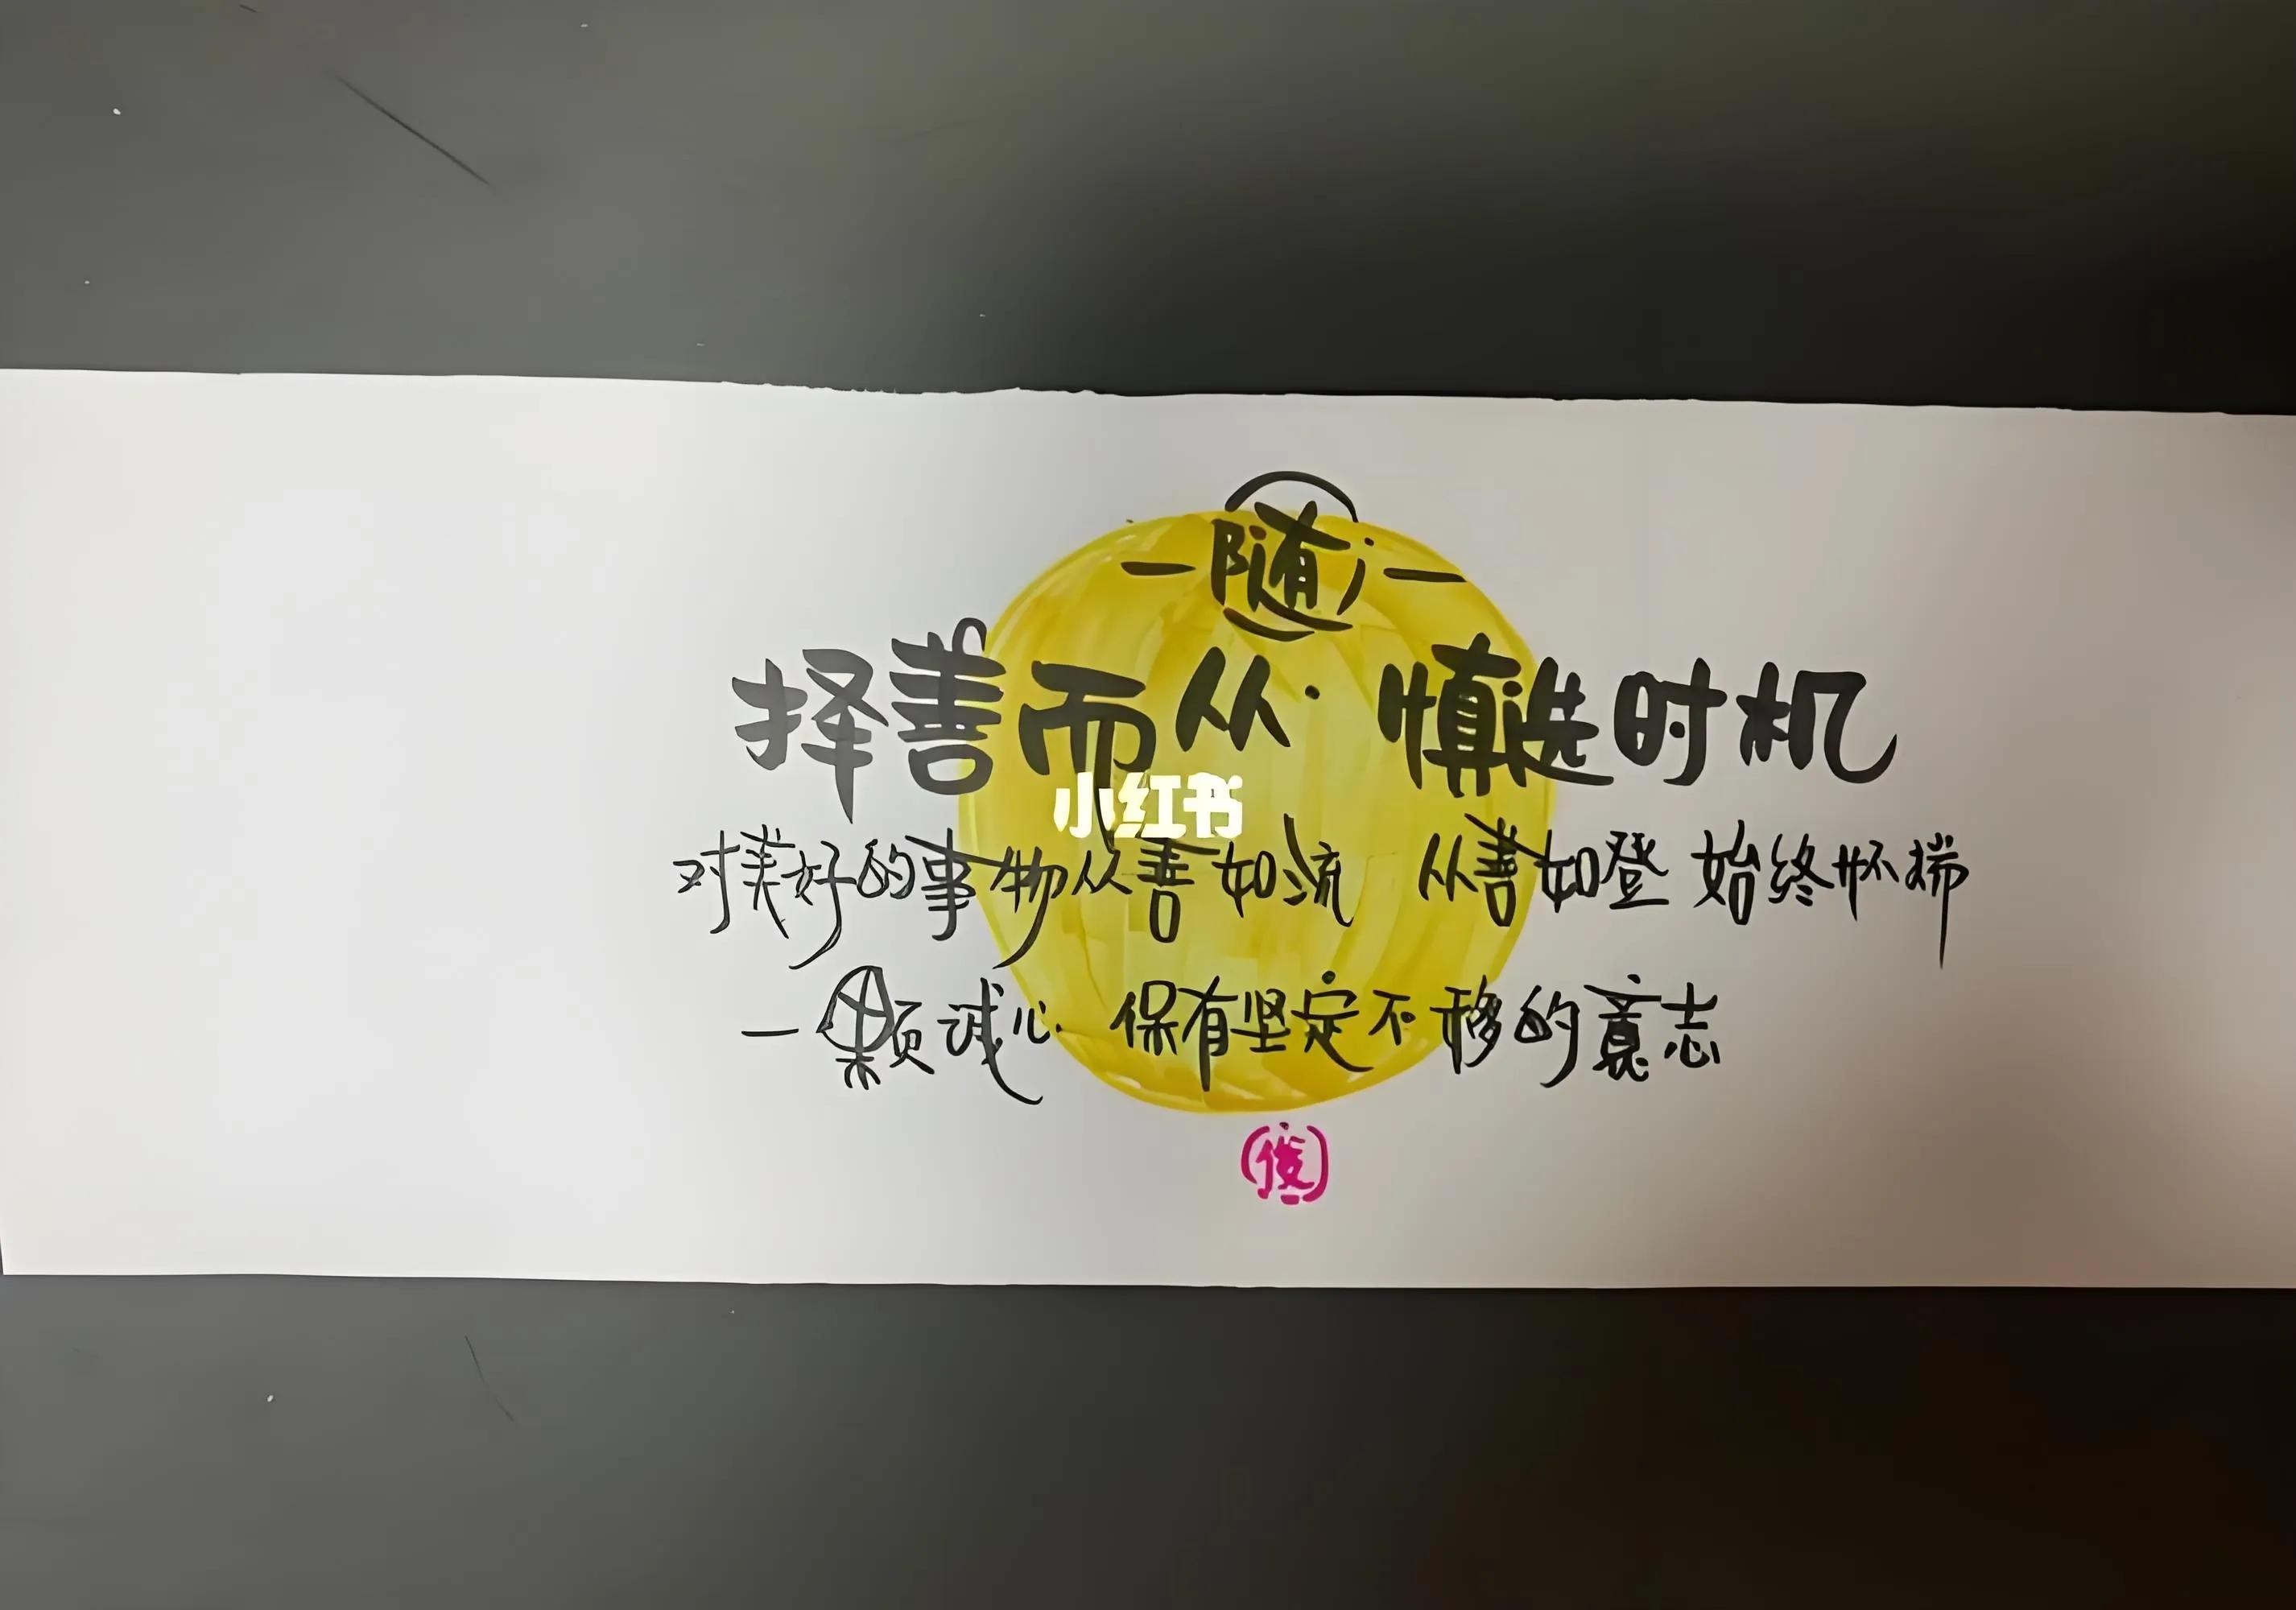 —随:—
择善而从·慎选时机
小红书
对美好的事物从善如流 从善如登 始终怀揣
一颗诚心 保有坚定不移的意志
(俊)